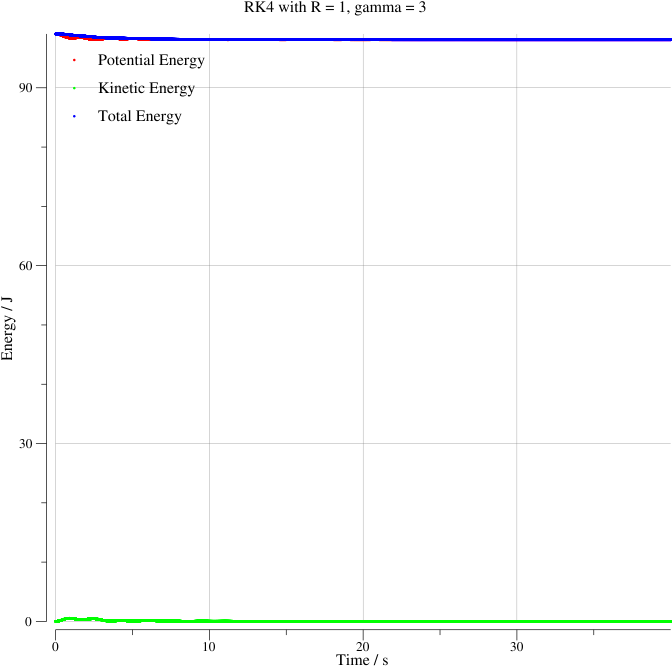 RK4 with R = 1, gamma = 3
Potential Energy
Kinetic Energy
Total Energy
90
60
30
0
Energy / J
0
10
20
30
Time / s